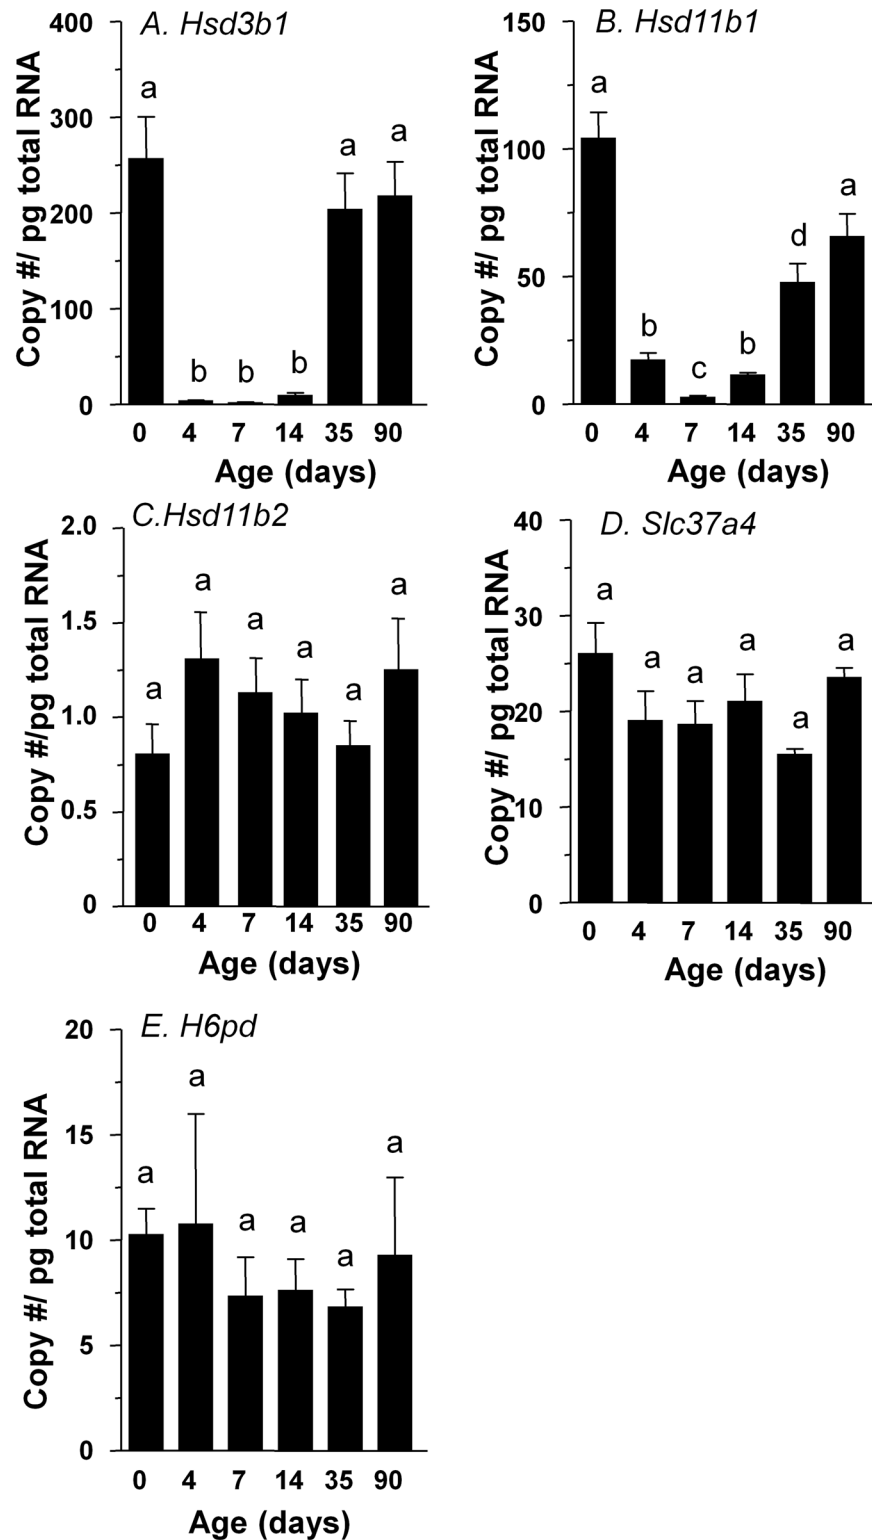 A. Hsd3b1
Copy #/ pg total RNA
400
300
200
100
0
a
b
b
b
a
a
0 4 7 14 35 90
Age (days)
B. Hsd11b1
Copy #/ pg total RNA
150
100
50
0
a
b
c
b
d
a
0 4 7 14 35 90
Age (days)
C.Hsd11b2
Copy #/pg total RNA
2.0
1.5
1.0
0.5
0
a
a
a
a
a
a
0 4 7 14 35 90
Age (days)
D. Slc37a4
Copy #/ pg total RNA
40
30
20
10
0
a
a
a
a
a
a
0 4 7 14 35 90
Age (days)
E. H6pd
Copy #/ pg total RNA
20
15
10
5
0
a
a
a
a
a
a
0 4 7 14 35 90
Age (days)